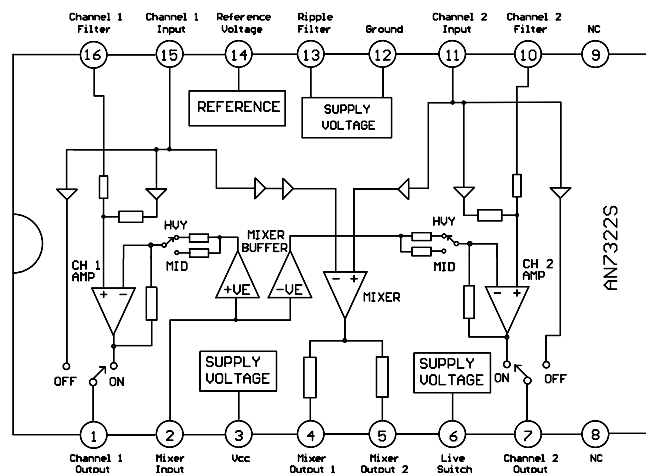 Channel 1
Filter
Channel 1
Input
Reference
Voltage
Ripple
Filter
Ground
Channel 2
Input
Channel 2
Filter
NC
16
15
14
13
12
11
10
9
REFERENCE
SUPPLY
VOLTAGE
HVY
MID
MIXER
BUFFER
HVY
MID
CH 1
AMP
+ -
+VE
-VE
- +
MIXER
CH 2
AMP
- +
AN7322S
OFF
ON
SUPPLY
VOLTAGE
SUPPLY
VOLTAGE
ON
OFF
1
2
3
4
5
6
7
8
Channel 1
Output
Mixer
Input
Vcc
Mixer
Output 1
Mixer
Output 2
Live
Switch
Channel 2
Output
NC